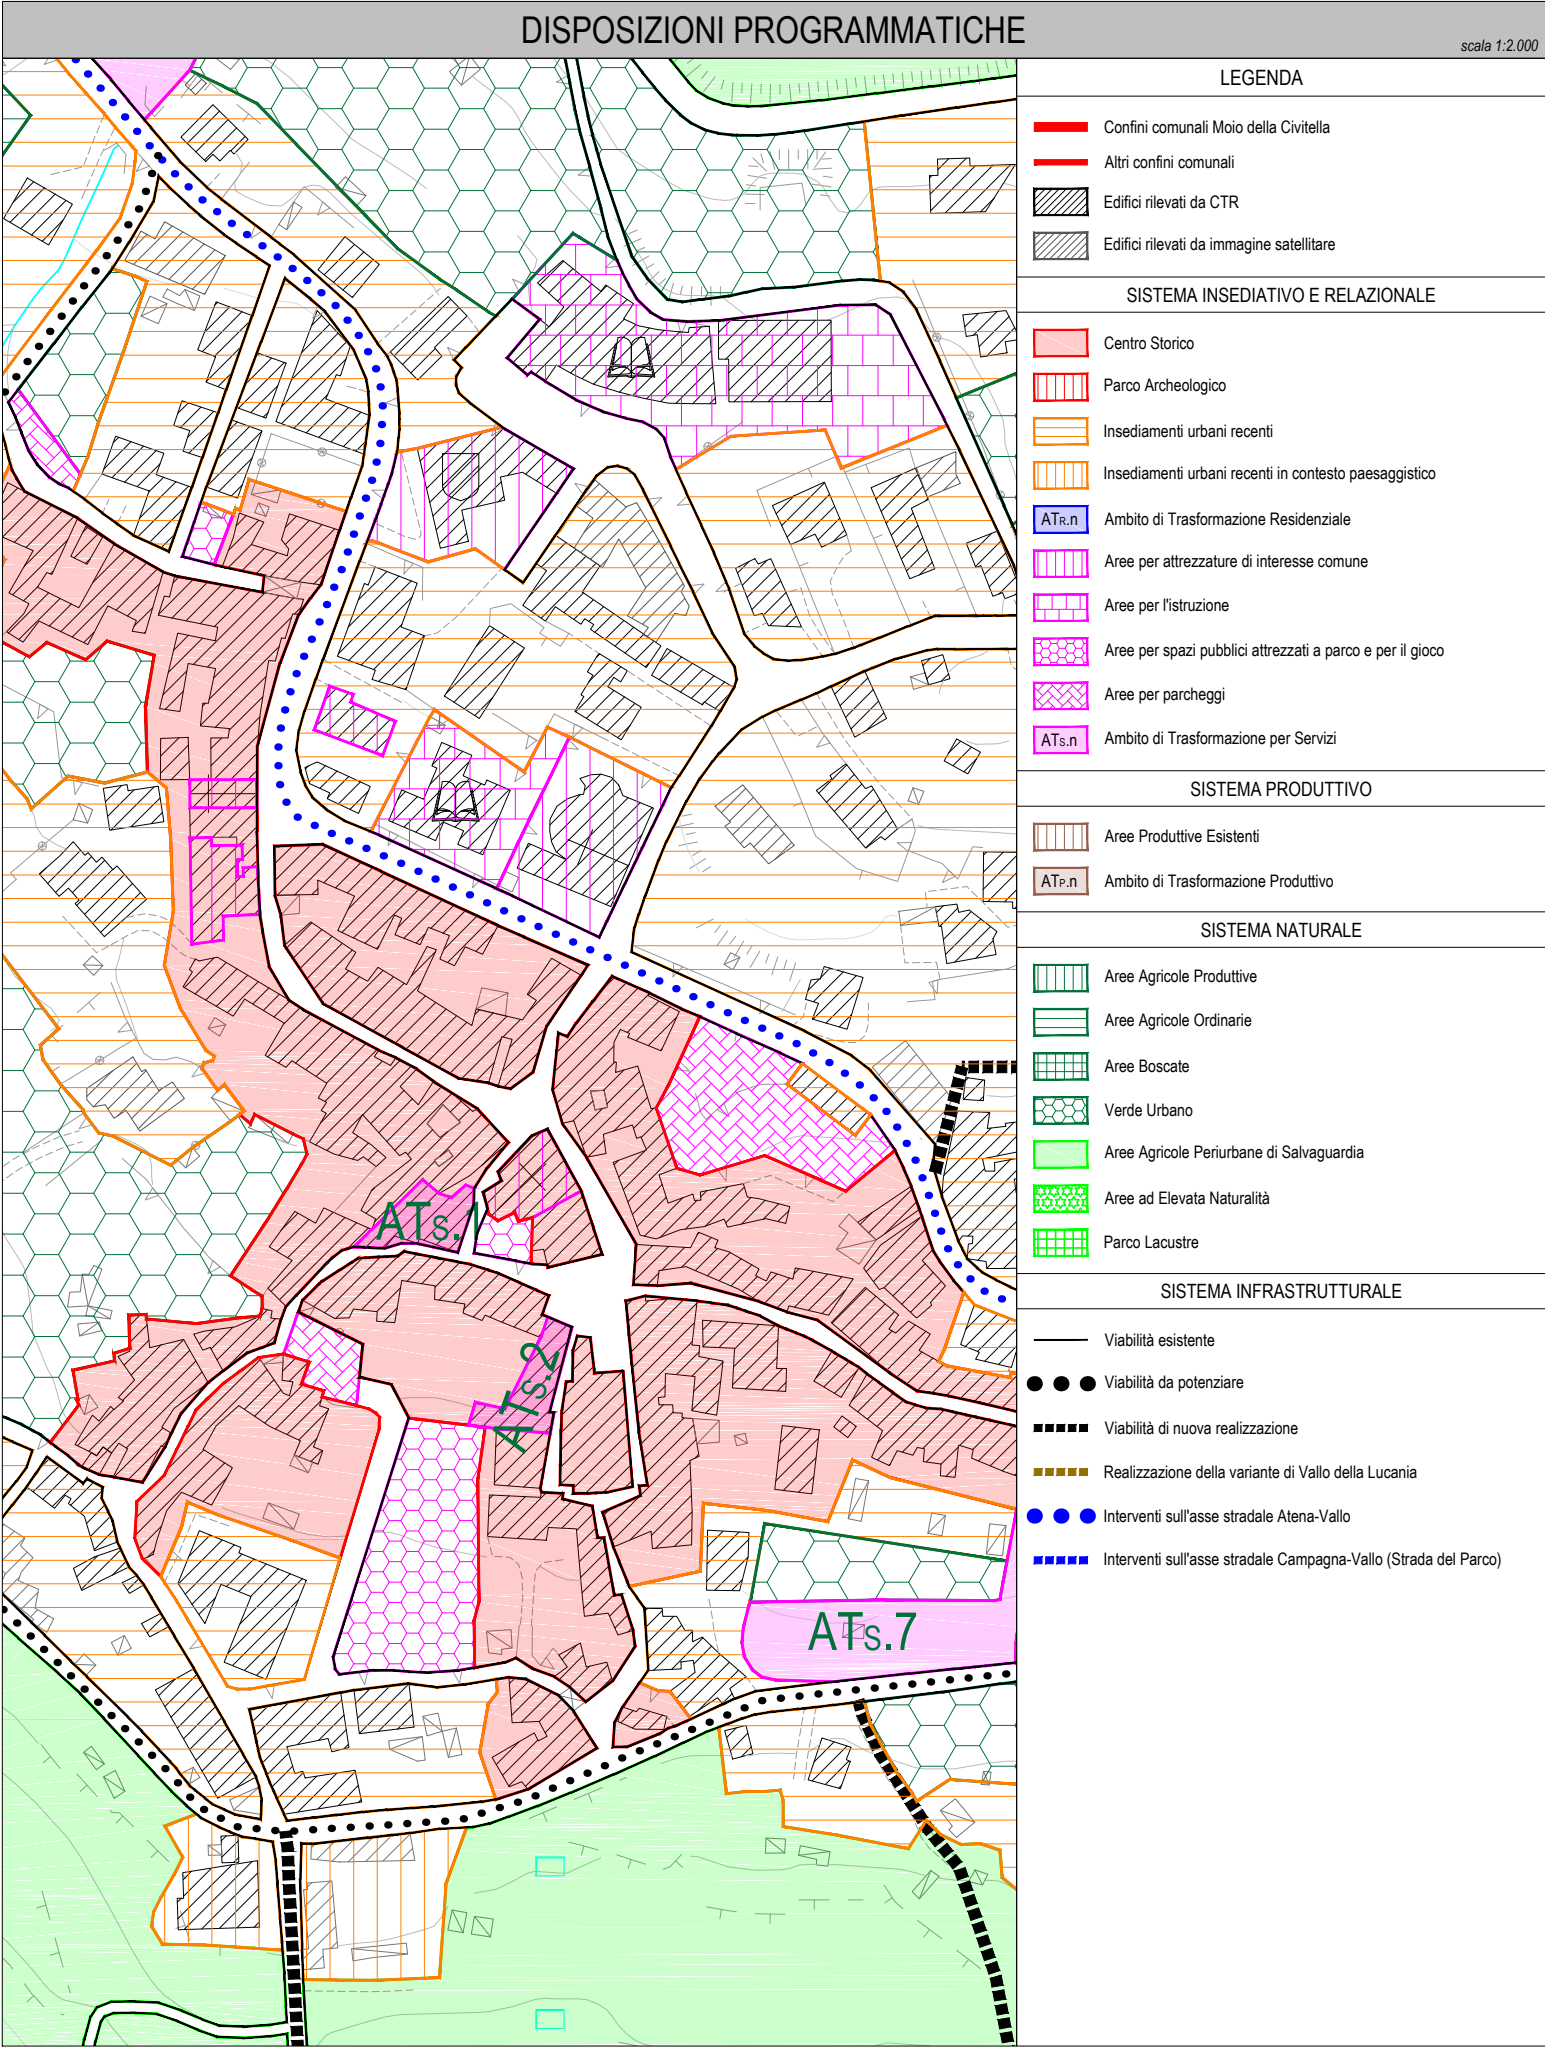 DISPOSIZIONI PROGRAMMATICHE
scala 1:2.000
LEGENDA
Confini comunali Moio della Civitella
Altri confini comunali
Edifici rilevati da CTR
Edifici rilevati da immagine satellitare
SISTEMA INSEDIATIVO E RELAZIONALE
Centro Storico
Parco Archeologico
Insediamenti urbani recenti
Insediamenti urbani recenti in contesto paesaggistico
ATR.n Ambito di Trasformazione Residenziale
Aree per attrezzature di interesse comune
Aree per l'istruzione
Aree per spazi pubblici attrezzati a parco e per il gioco
Aree per parcheggi
ATS.n Ambito di Trasformazione per Servizi
SISTEMA PRODUTTIVO
Aree Produttive Esistenti
ATP.n Ambito di Trasformazione Produttivo
SISTEMA NATURALE
Aree Agricole Produttive
Aree Agricole Ordinarie
Aree Boscate
Verde Urbano
Aree Agricole Periurbane di Salvaguardia
Aree ad Elevata Naturalità
Parco Lacustre
SISTEMA INFRASTRUTTURALE
Viabilità esistente
Viabilità da potenziare
Viabilità di nuova realizzazione
Realizzazione della variante di Vallo della Lucania
Interventi sull'asse stradale Atena-Vallo
Interventi sull'asse stradale Campagna-Vallo (Strada del Parco)
ATS.1
ATS.2
ATS.7